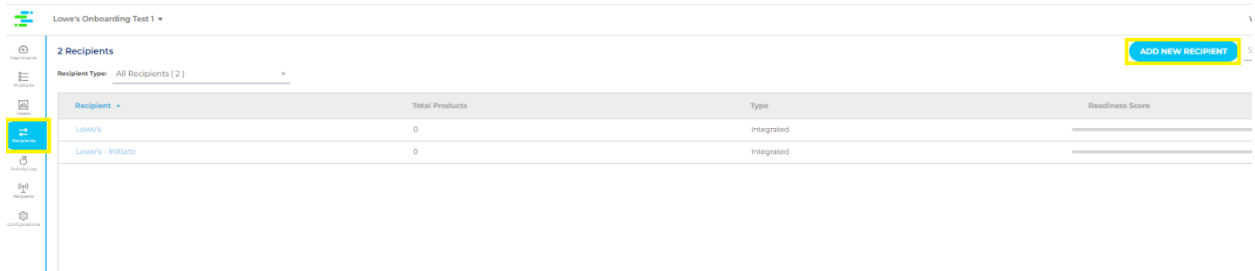 Lowe's Onboarding Test 1
Dashboards
Products
Assets
Recipients
Activity Log
Requests
Configurations
2 Recipients
ADD NEW RECIPIENT
Recipient Type: All Recipients ( 2 )
Recipient Total Products Type Readiness Score
Lowe's 0 Integrated
Lowe's - Initiate 0 Integrated